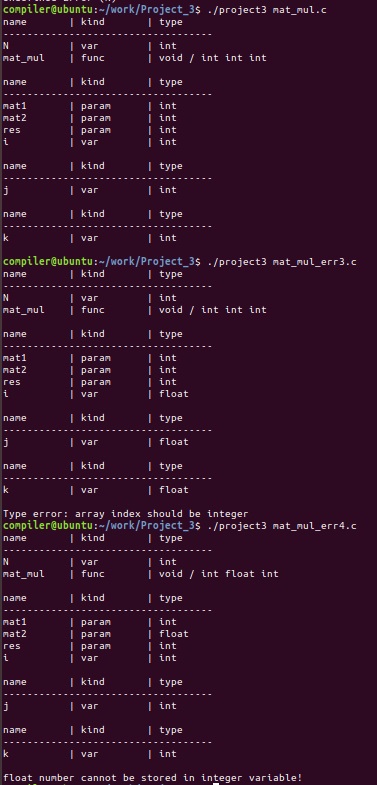 compiler@ubuntu:~/work/Project_3$ ./project3 mat_mul.c
name | kind | type
-----------------------------------
N | var | int
mat_mul | func | void / int int int
name | kind | type
-----------------------------------
mat1 | param | int
mat2 | param | int
res | param | int
i | var | int
name | kind | type
-----------------------------------
j | var | int
name | kind | type
-----------------------------------
k | var | int
compiler@ubuntu:~/work/Project_3$ ./project3 mat_mul_err3.c
name | kind | type
-----------------------------------
N | var | int
mat_mul | func | void / int int int
name | kind | type
-----------------------------------
mat1 | param | int
mat2 | param | int
res | param | int
i | var | float
name | kind | type
-----------------------------------
j | var | float
name | kind | type
-----------------------------------
k | var | float
Type error: array index should be integer
compiler@ubuntu:~/work/Project_3$ ./project3 mat_mul_err4.c
name | kind | type
-----------------------------------
N | var | int
mat_mul | func | void / int float int
name | kind | type
-----------------------------------
mat1 | param | int
mat2 | param | float
res | param | int
i | var | int
name | kind | type
-----------------------------------
j | var | int
name | kind | type
-----------------------------------
k | var | int
float number cannot be stored in integer variable!